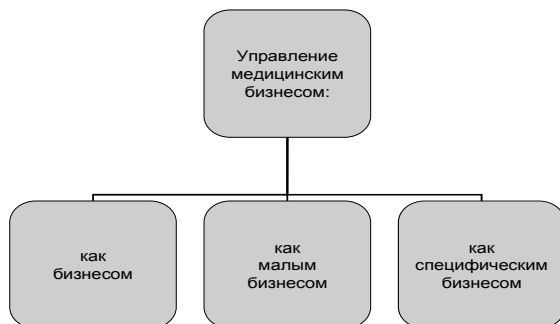 Управление
медицинским
бизнесом:
как
бизнесом
как
малым
бизнесом
как
специфическим
бизнесом